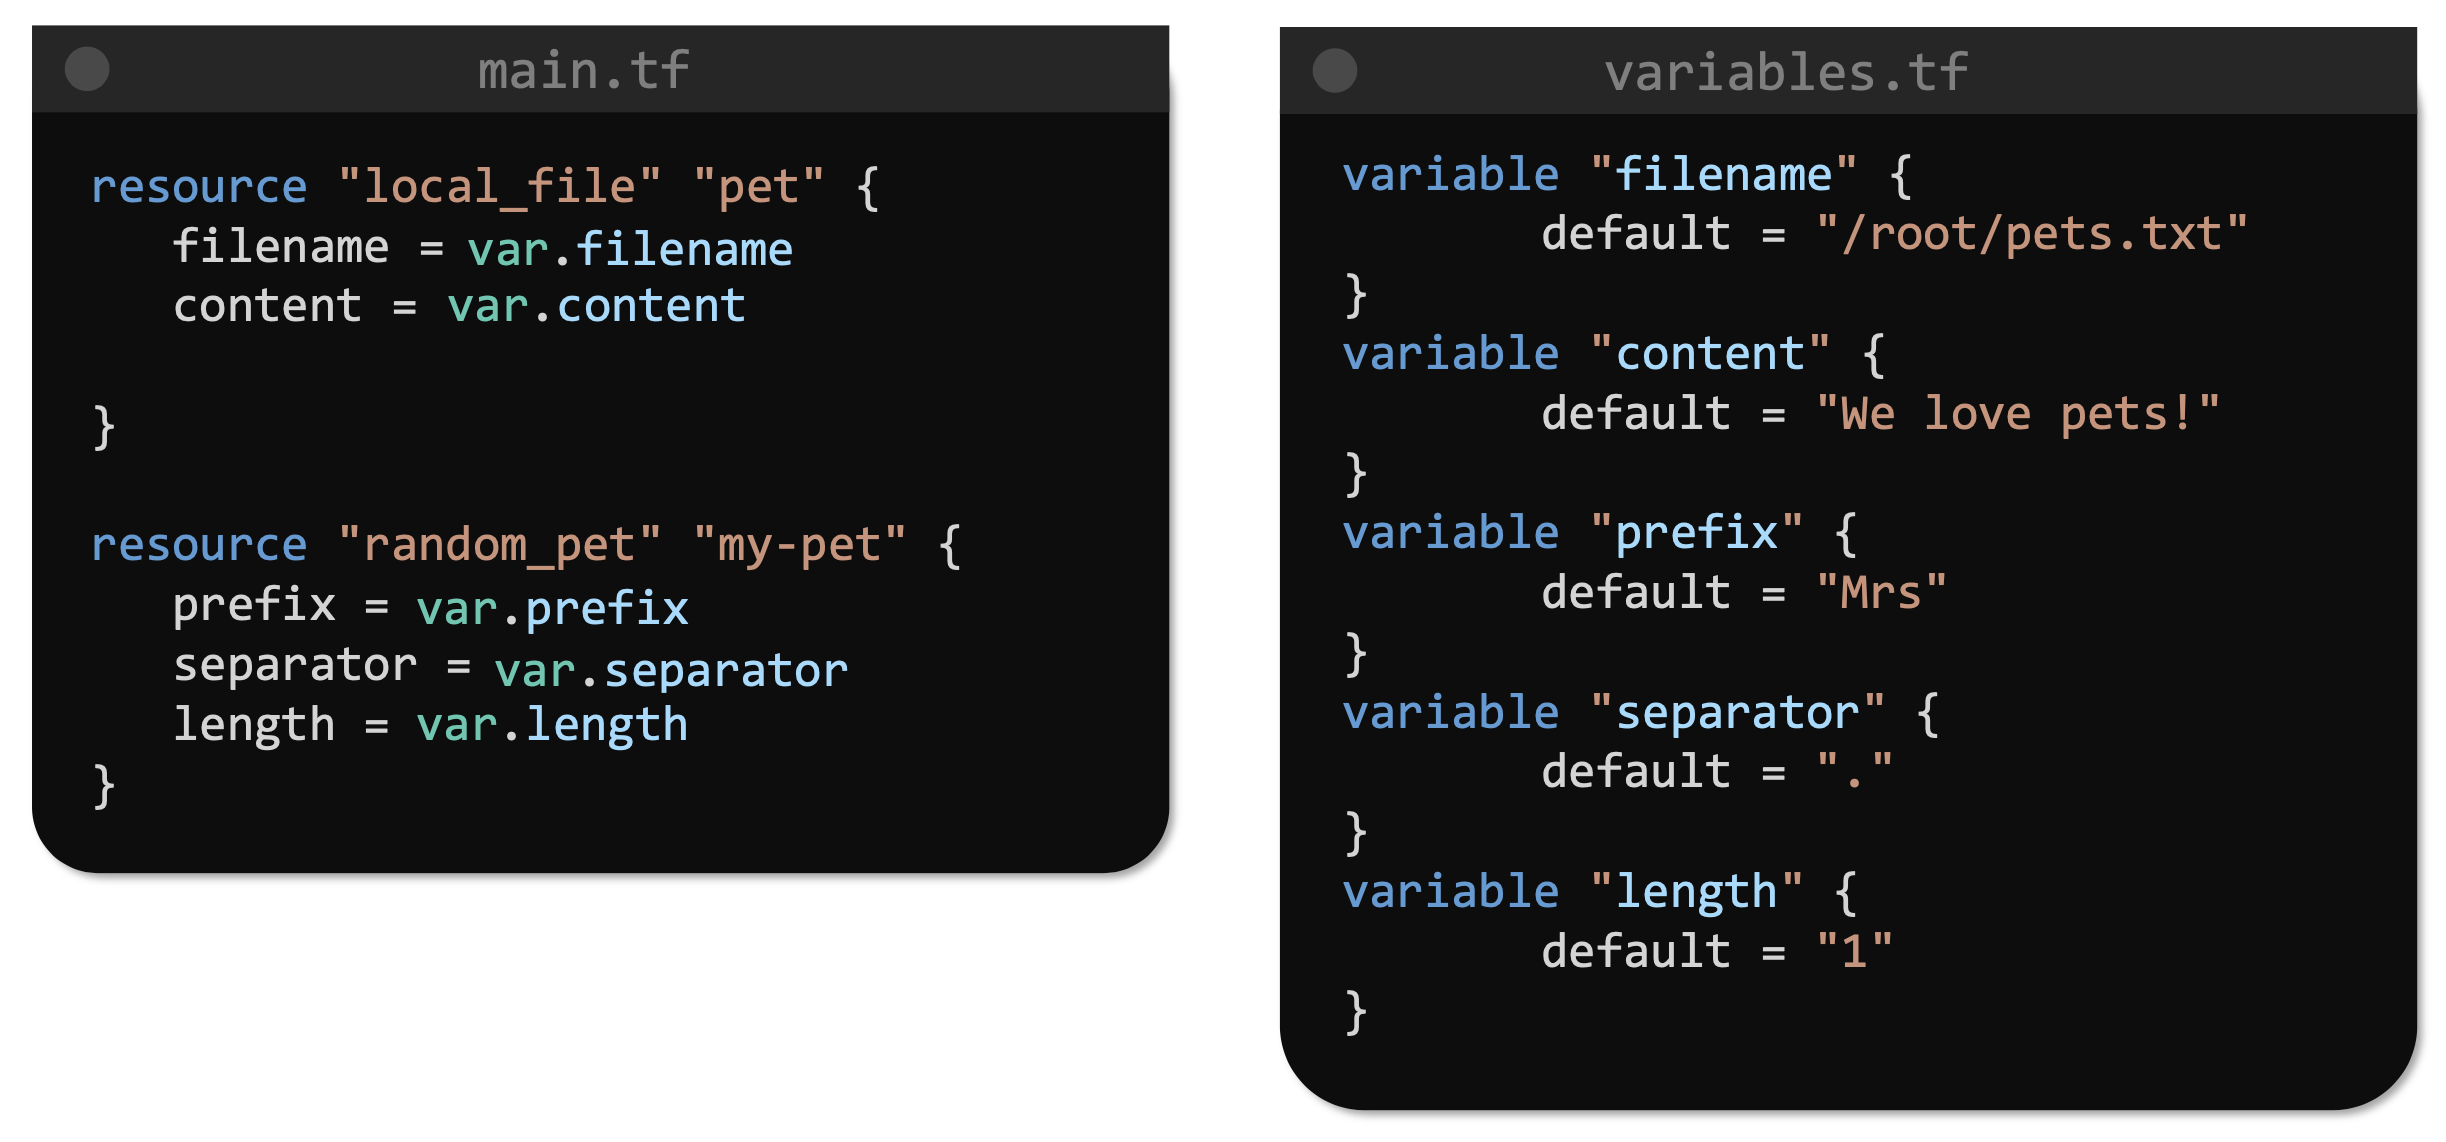 main.tf
resource "local_file" "pet" {
filename = var.filename
content = var.content
}
resource "random_pet" "my-pet" {
prefix = var.prefix
separator = var.separator
length = var.length
}
variables.tf
variable "filename" {
default = "/root/pets.txt"
}
variable "content" {
default = "We love pets!"
}
variable "prefix" {
default = "Mrs"
}
variable "separator" {
default = "."
}
variable "length" {
default = "1"
}